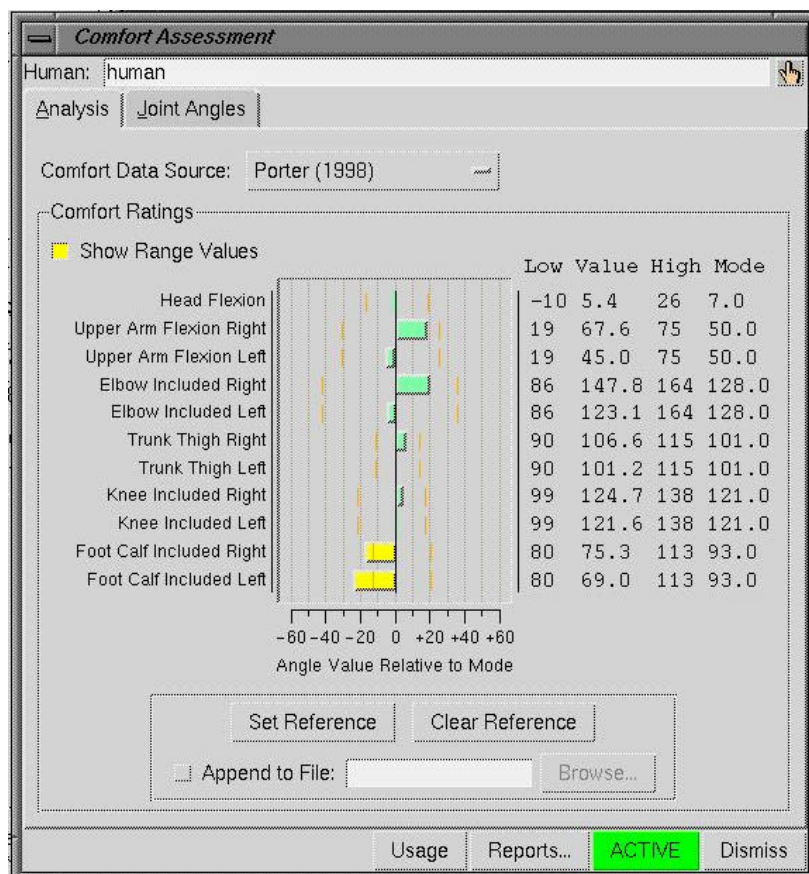 Comfort Assessment
Human: human
Analysis Joint Angles
Comfort Data Source: Porter (1998)
Comfort Ratings
Show Range Values
Low Value High Mode
Head Flexion -10 5.4 26 7.0
Upper Arm Flexion Right 19 67.6 75 50.0
Upper Arm Flexion Left 19 45.0 75 50.0
Elbow Included Right 86 147.8 164 128.0
Elbow Included Left 86 123.1 164 128.0
Trunk Thigh Right 90 106.6 115 101.0
Trunk Thigh Left 90 101.2 115 101.0
Knee Included Right 99 124.7 138 121.0
Knee Included Left 99 121.6 138 121.0
Foot Calf Included Right 80 75.3 113 93.0
Foot Calf Included Left 80 69.0 113 93.0
-60 -40 -20 0 +20 +40 +60
Angle Value Relative to Mode
Set Reference Clear Reference
Append to File: Browse...
Usage Reports... ACTIVE Dismiss